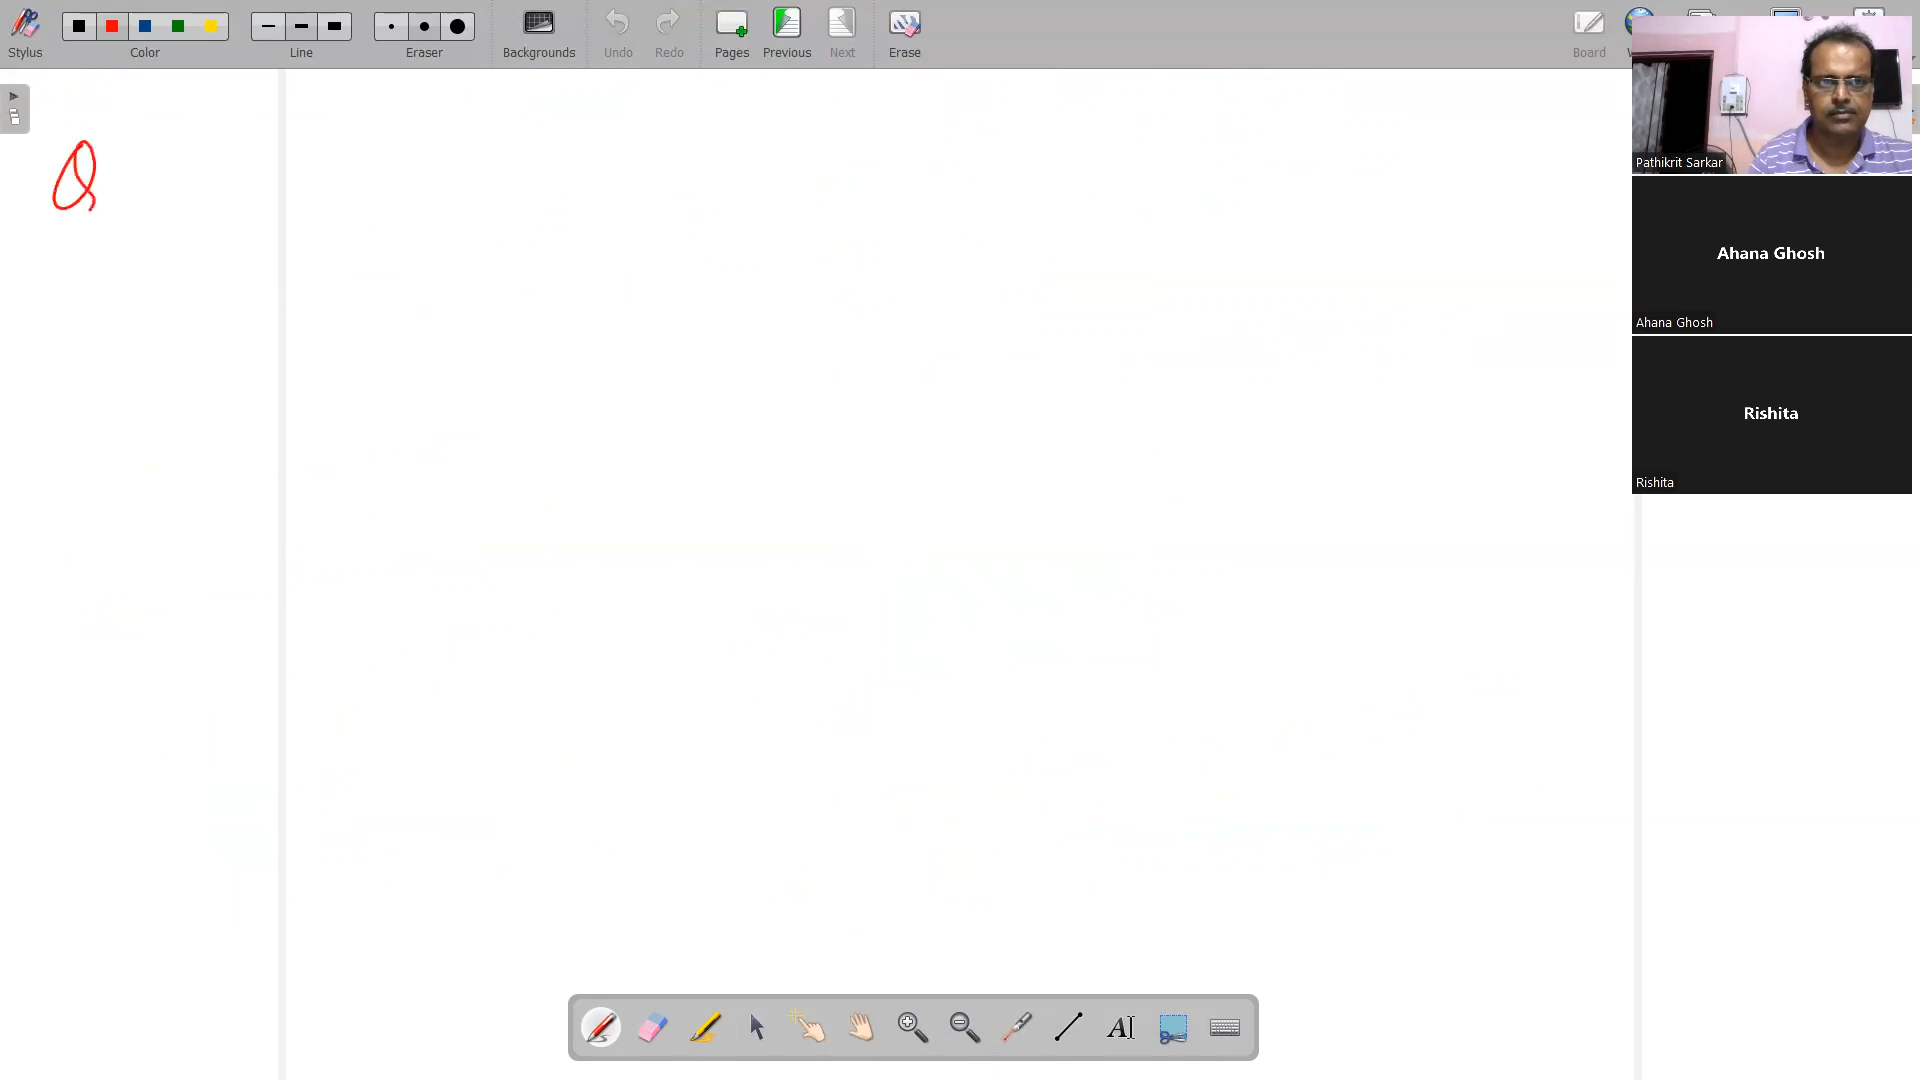 Stylus
Color
Line
Eraser
Backgrounds
Undo
Redo
Pages
Previous
Next
Erase
Board
Q
Pathikrit Sarkar
Ahana Ghosh
Ahana Ghosh
Rishita
Rishita
AI